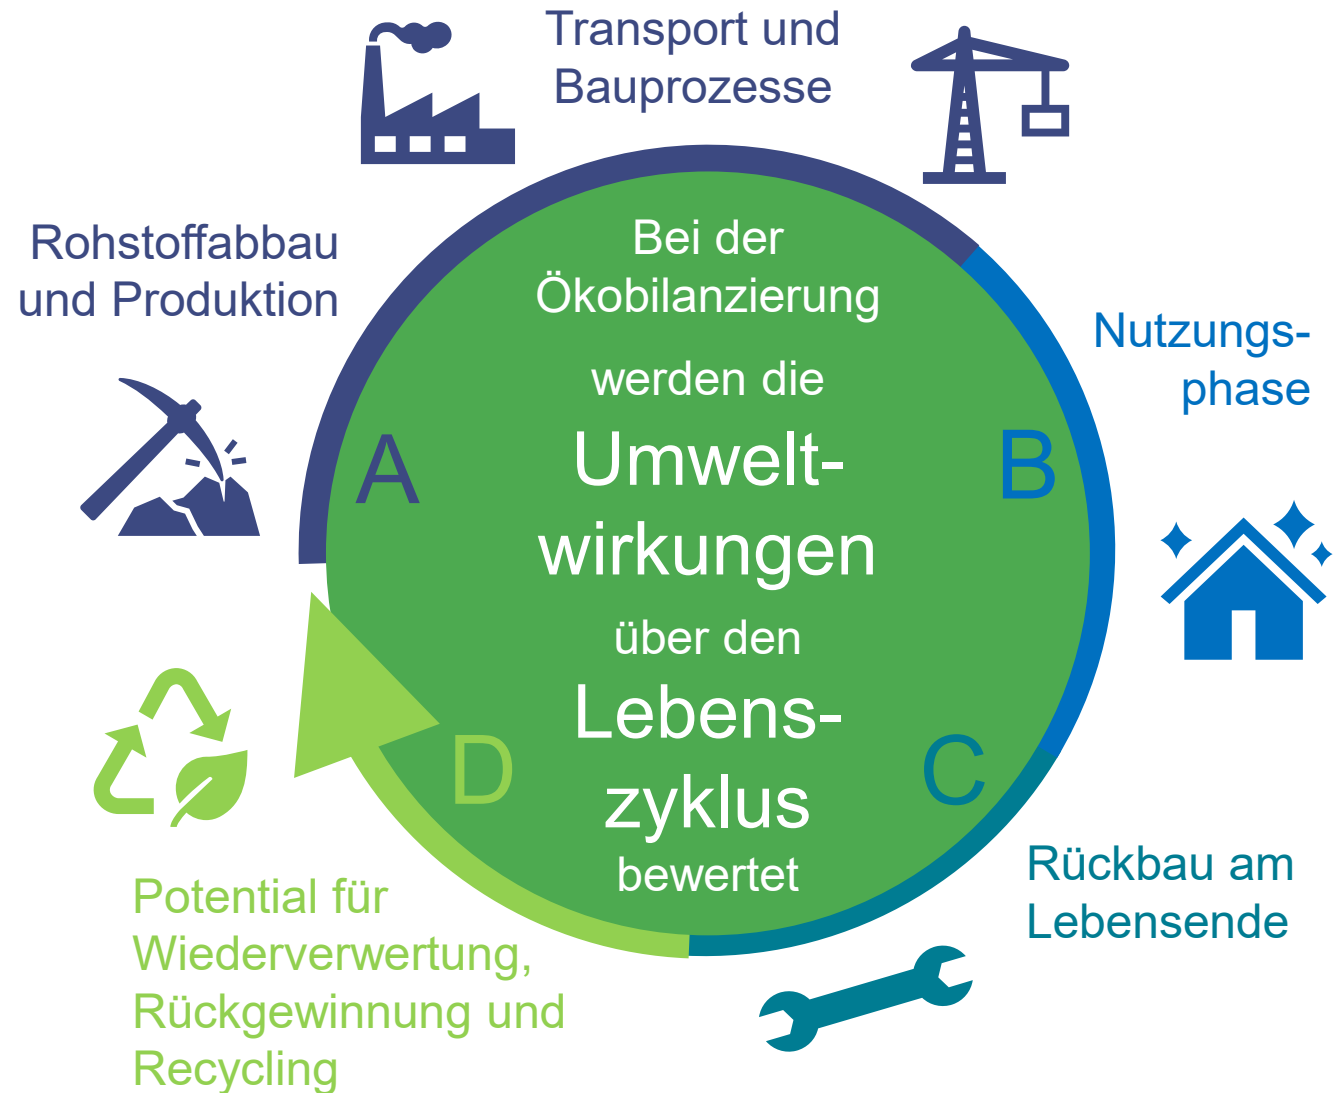 Transport und
Bauprozesse
Rohstoffabbau
und Produktion
Bei der
Ökobilanzierung
werden die
Umwelt-
wirkungen
über den
Lebens-
zyklus
bewertet
A
B
C
D
Nutzungs-
phase
Rückbau am
Lebensende
Potential für
Wiederverwertung,
Rückgewinnung und
Recycling